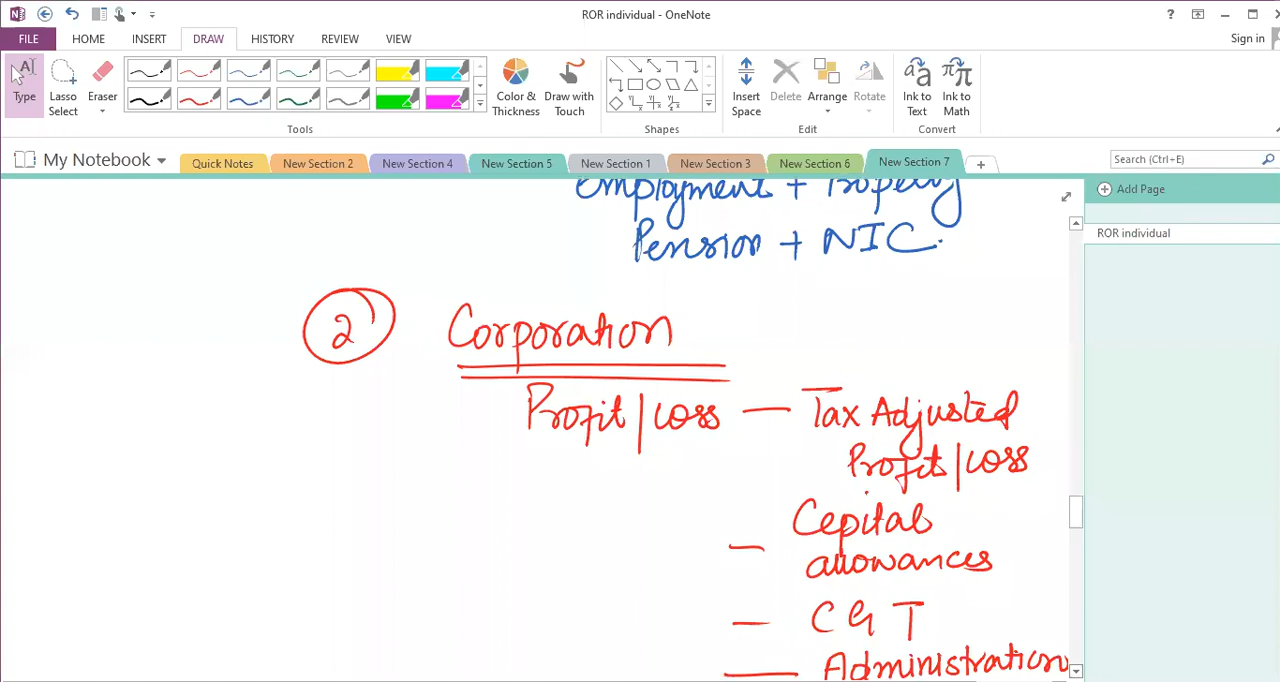 ROR individual - OneNote
Sign in
FILE HOME INSERT DRAW HISTORY REVIEW VIEW
Type Lasso Select Eraser Color & Thickness Draw with Touch Insert Space Delete Arrange Rotate Ink to Text Ink to Math
Tools Shapes Edit Convert
My Notebook Quick Notes New Section 2 New Section 4 New Section 5 New Section 1 New Section 3 New Section 6 New Section 7 Search (Ctrl+E)
Add Page
ROR individual
Employment + Property
Pension + NIC.
2 Corporation
Profit/Loss — Tax Adjusted
Profit/Loss
— Cepital
allowances
— CGT
— Administration